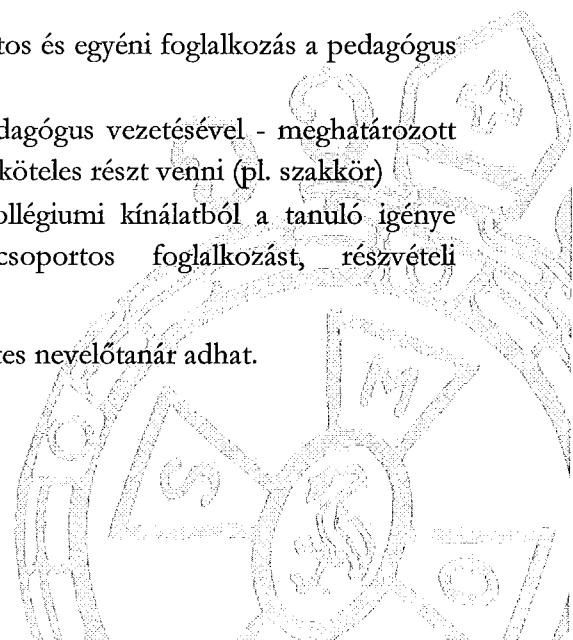 tos és egyéni foglalkozás a pedagógus
dagógus vezetésével - meghatározott
köteles részt venni (pl. szakkör)
ollégiumi kínálatból a tanuló igénye
csoportos foglalkozást, részvételi
tes nevelőtanár adhat.
M
S
O